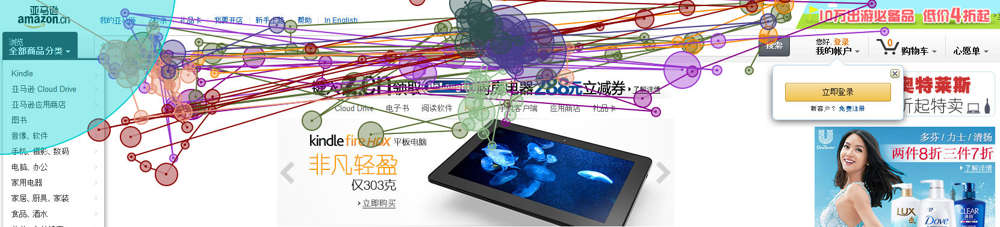 亚马逊
amazon.cn
我的亚马逊 Z秒杀 礼品卡 我要开店 新手上路 帮助 In English
10万出游必备品 低价4折起
浏览
全部商品分类
搜索
您好, 登录
我的帐户
0 购物车
心愿单
Kindle
亚马逊 Cloud Drive
亚马逊应用商店
图书
音像、软件
手机、摄影、数码
电脑、办公
家用电器
家居、厨具、家装
食品、酒水
z.cn 领取 电器 288元 立减券 了解详情
Cloud Drive 电子书 阅读软件 手机客户端 应用商店 礼品卡
kindle fire HDX 平板电脑
非凡轻盈
仅303克
立即购买
立即登录
新客户? 免费注册
奥特莱斯
折起特卖
Unilever
多芬 / 力士 / 清扬
两件8折三件7折
了解详情
LUX
Dove
CLEAR
清扬